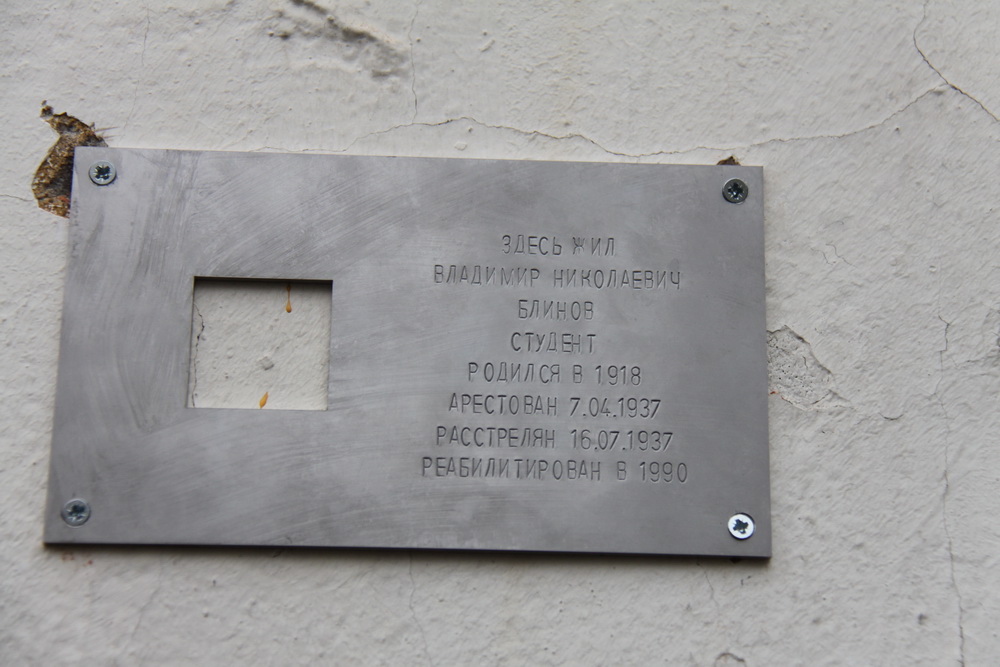 ЗДЕСЬ ЖИЛ
ВЛАДИМИР НИКОЛАЕВИЧ
БЛИНОВ
СТУДЕНТ
РОДИЛСЯ В 1918
АРЕСТОВАН 7.04.1937
РАССТРЕЛЯН 16.07.1937
РЕАБИЛИТИРОВАН В 1990